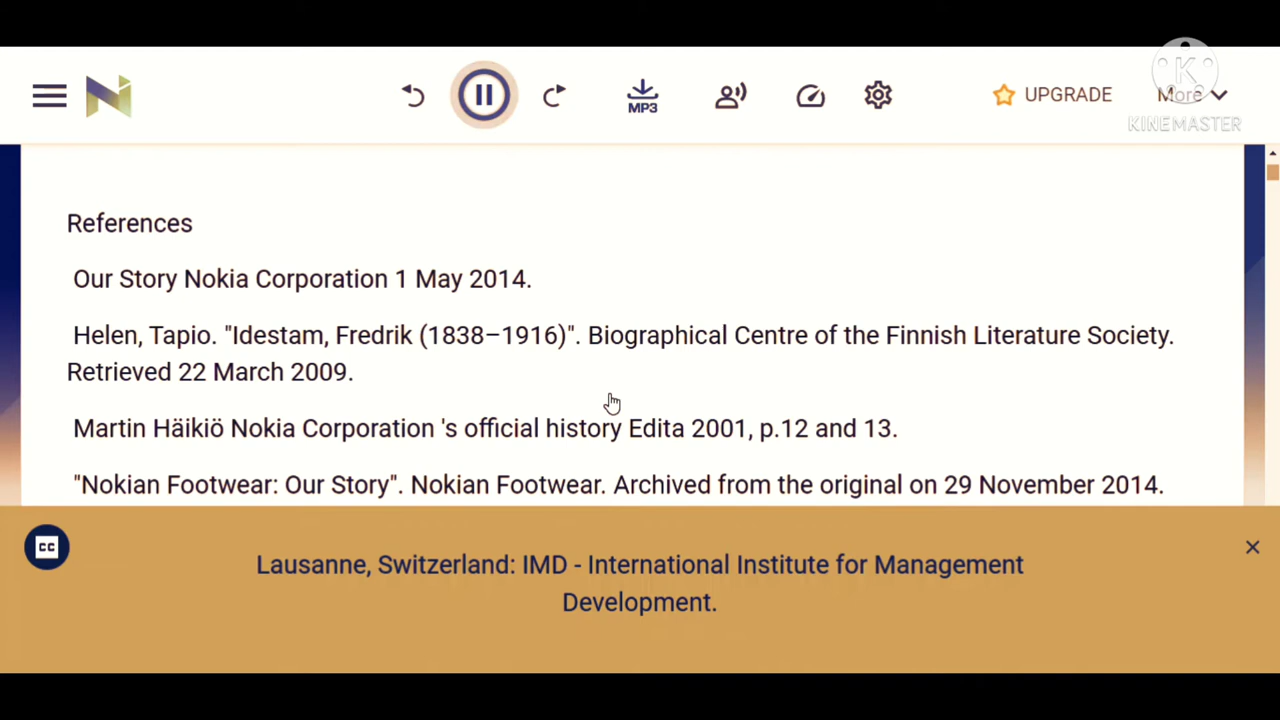 MP3
UPGRADE
More
KINEMASTER
References
Our Story Nokia Corporation 1 May 2014.
Helen, Tapio. "Idestam, Fredrik (1838–1916)". Biographical Centre of the Finnish Literature Society.
Retrieved 22 March 2009.
Martin Häikiö Nokia Corporation 's official history Edita 2001, p.12 and 13.
"Nokian Footwear: Our Story". Nokian Footwear. Archived from the original on 29 November 2014.
CC
Lausanne, Switzerland: IMD - International Institute for Management
Development.